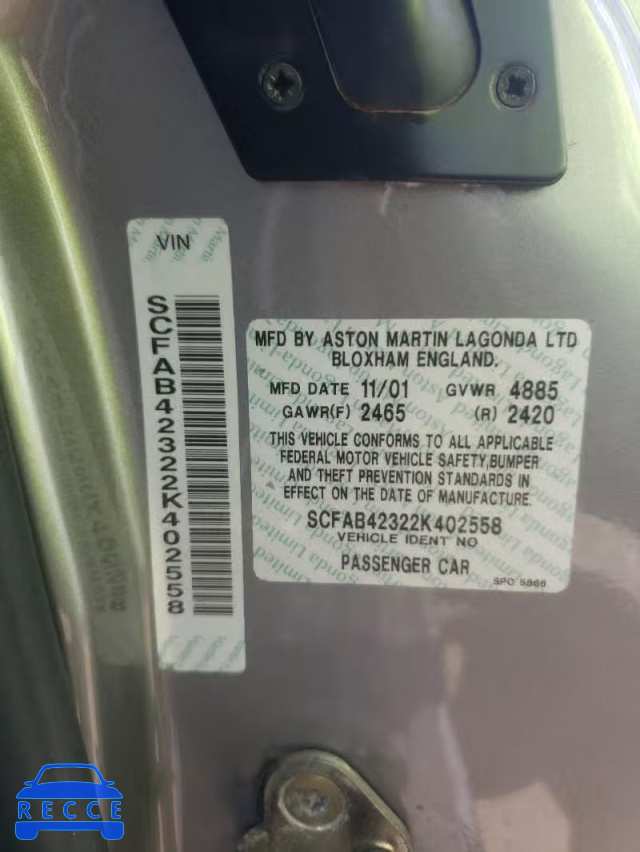 VIN
SCFAB42322K402558
MFD BY ASTON MARTIN LAGONDA LTD
BLOXHAM ENGLAND.
MFD DATE 11/01 GVWR 4885
GAWR(F) 2465 (R) 2420
THIS VEHICLE CONFORMS TO ALL APPLICABLE
FEDERAL MOTOR VEHICLE SAFETY,BUMPER
AND THEFT PREVENTION STANDARDS IN
EFFECT ON THE DATE OF MANUFACTURE.
SCFAB42322K402558
VEHICLE IDENT NO
PASSENGER CAR
SPO 5866
RECCE